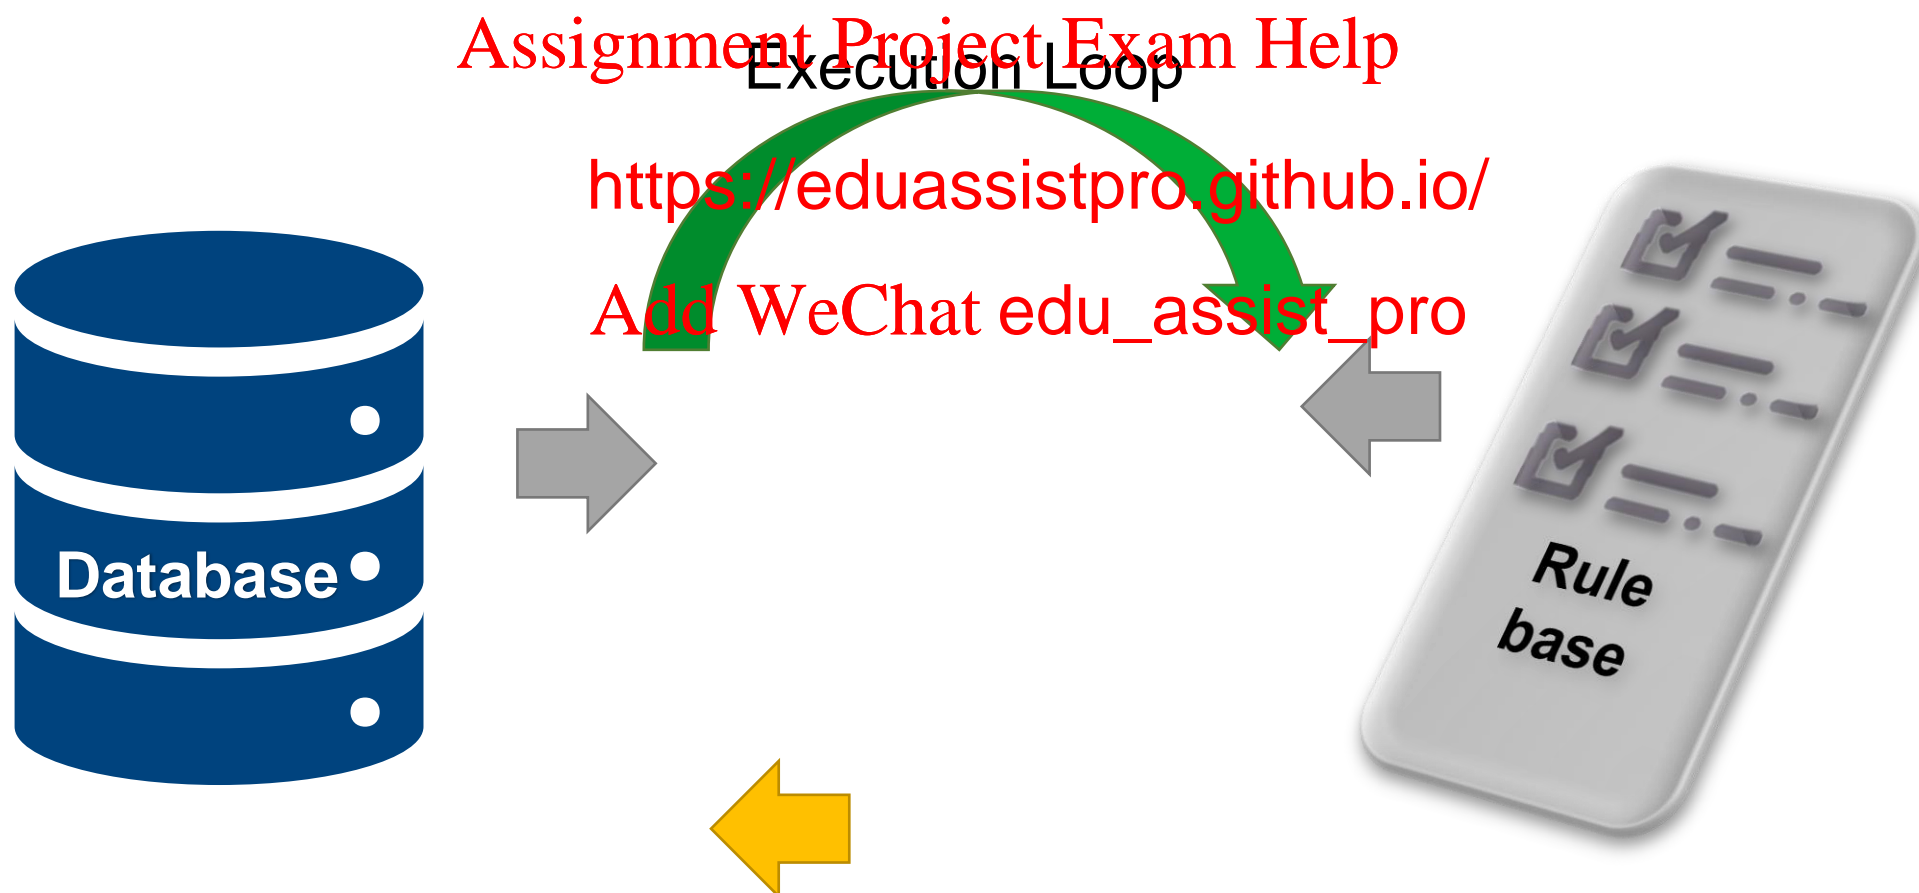 Assignment Project Exam Help
Execution Loop
https://eduassistpro.github.io/
Add WeChat edu_assist_pro
Database
Rule
base